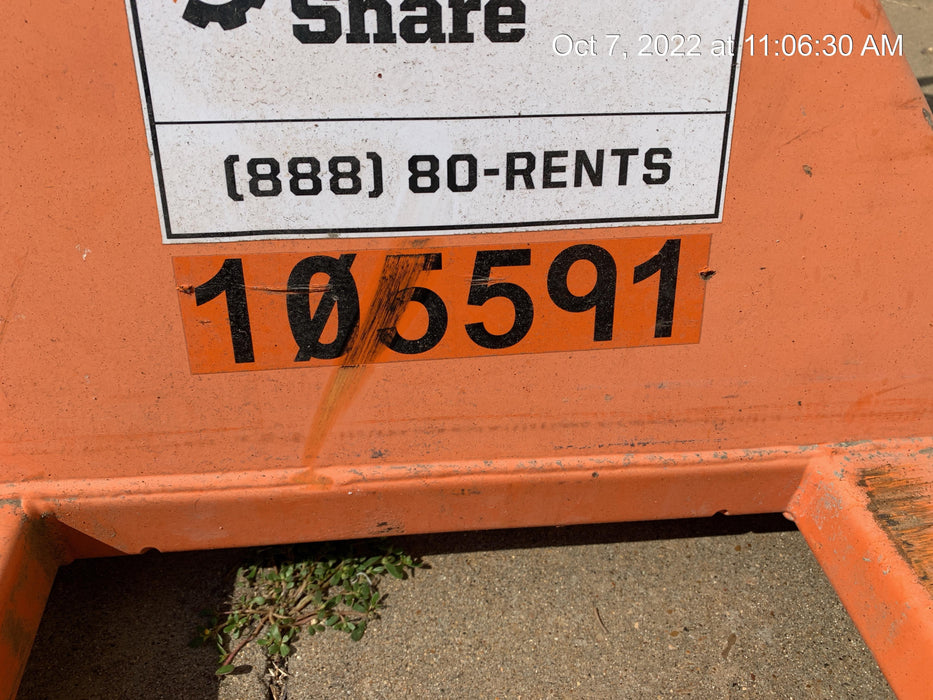 Share
Oct 7, 2022 at 11:06:30 AM
(888) 80-RENTS
105591